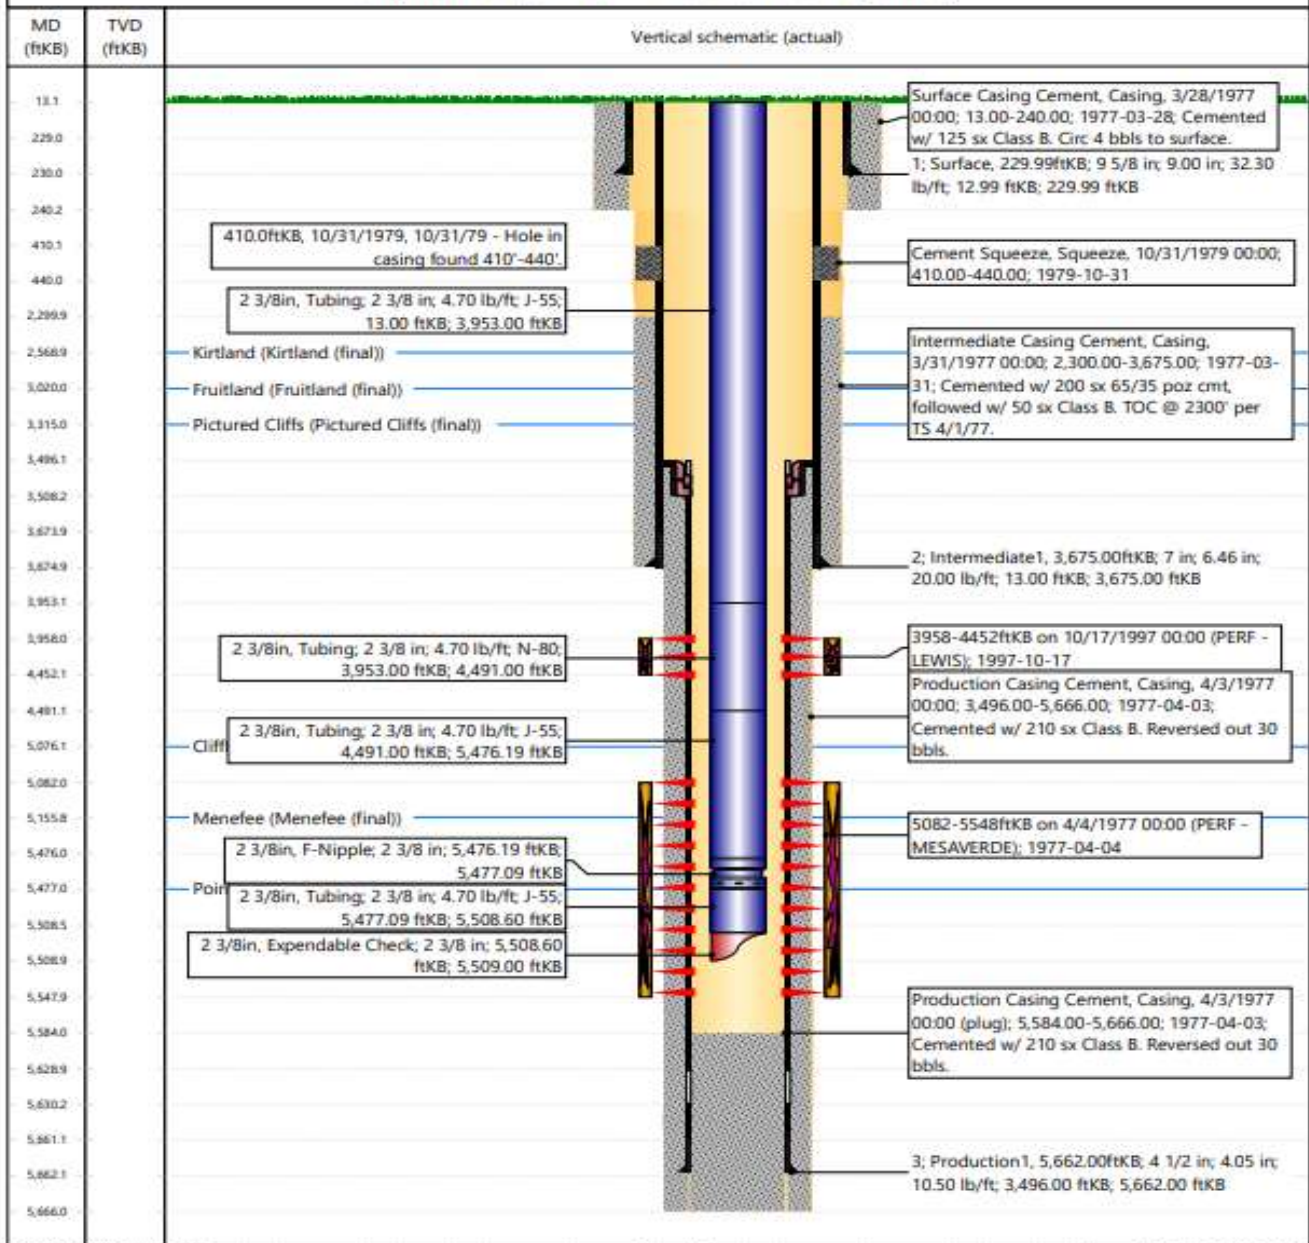 MD
(ftKB)
TVD
(ftKB)
Vertical schematic (actual)
13.1
229.0
230.0
240.2
410.1
440.0
2,299.9
2,568.9
3,020.0
3,315.0
3,496.1
3,508.2
3,673.9
3,674.9
3,953.1
3,958.0
4,452.1
4,491.1
5,076.1
5,082.0
5,155.8
5,476.0
5,477.0
5,508.5
5,508.9
5,547.9
5,584.0
5,628.9
5,630.2
5,661.1
5,662.1
5,666.0
410.0ftKB, 10/31/1979, 10/31/79 - Hole in
casing found 410'-440'.
2 3/8in, Tubing; 2 3/8 in; 4.70 lb/ft; J-55;
13.00 ftKB; 3,953.00 ftKB
Kirtland (Kirtland (final))
Fruitland (Fruitland (final))
Pictured Cliffs (Pictured Cliffs (final))
2 3/8in, Tubing; 2 3/8 in; 4.70 lb/ft; N-80;
3,953.00 ftKB; 4,491.00 ftKB
2 3/8in, Tubing; 2 3/8 in; 4.70 lb/ft; J-55;
4,491.00 ftKB; 5,476.19 ftKB
Cliff
Menefee (Menefee (final))
2 3/8in, F-Nipple; 2 3/8 in; 5,476.19 ftKB;
5,477.09 ftKB
Poin
2 3/8in, Tubing; 2 3/8 in; 4.70 lb/ft; J-55;
5,477.09 ftKB; 5,508.60 ftKB
2 3/8in, Expendable Check; 2 3/8 in; 5,508.60
ftKB; 5,509.00 ftKB
Surface Casing Cement, Casing, 3/28/1977
00:00; 13.00-240.00; 1977-03-28; Cemented
w/ 125 sx Class B. Circ 4 bbls to surface.
1; Surface, 229.99ftKB; 9 5/8 in; 9.00 in; 32.30
lb/ft; 12.99 ftKB; 229.99 ftKB
Cement Squeeze, Squeeze, 10/31/1979 00:00;
410.00-440.00; 1979-10-31
Intermediate Casing Cement, Casing,
3/31/1977 00:00; 2,300.00-3,675.00; 1977-03-
31; Cemented w/ 200 sx 65/35 poz cmt,
followed w/ 50 sx Class B. TOC @ 2300' per
TS 4/1/77.
2; Intermediate1, 3,675.00ftKB; 7 in; 6.46 in;
20.00 lb/ft; 13.00 ftKB; 3,675.00 ftKB
3958-4452ftKB on 10/17/1997 00:00 (PERF -
LEWIS); 1997-10-17
Production Casing Cement, Casing, 4/3/1977
00:00; 3,496.00-5,666.00; 1977-04-03;
Cemented w/ 210 sx Class B. Reversed out 30
bbls.
5082-5548ftKB on 4/4/1977 00:00 (PERF -
MESAVERDE); 1977-04-04
Production Casing Cement, Casing, 4/3/1977
00:00 (plug); 5,584.00-5,666.00; 1977-04-03;
Cemented w/ 210 sx Class B. Reversed out 30
bbls.
3; Production1, 5,662.00ftKB; 4 1/2 in; 4.05 in;
10.50 lb/ft; 3,496.00 ftKB; 5,662.00 ftKB